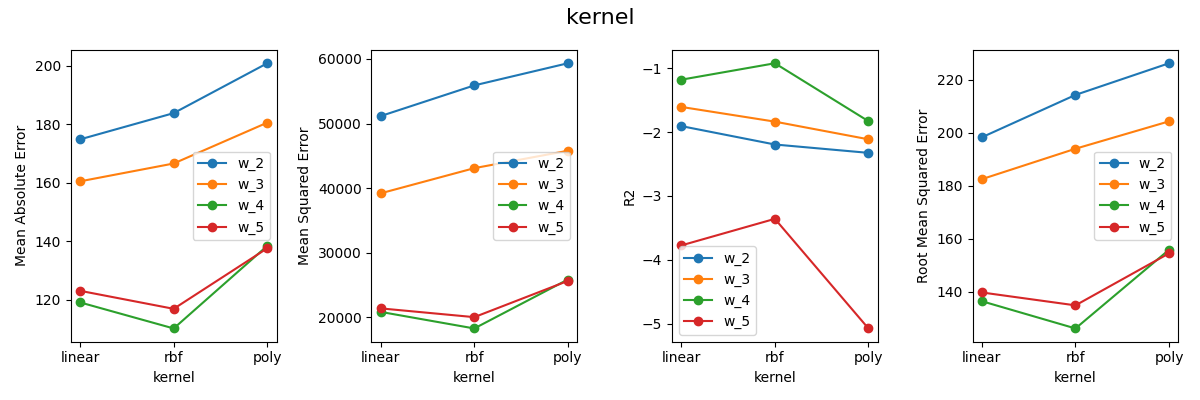 kernel
Mean Absolute Error
200
180
160
140
120
linear rbf poly
kernel
w_2
w_3
w_4
w_5
Mean Squared Error
60000
50000
40000
30000
20000
linear rbf poly
kernel
w_2
w_3
w_4
w_5
R2
−1
−2
−3
−4
−5
linear rbf poly
kernel
w_2
w_3
w_4
w_5
Root Mean Squared Error
220
200
180
160
140
linear rbf poly
kernel
w_2
w_3
w_4
w_5